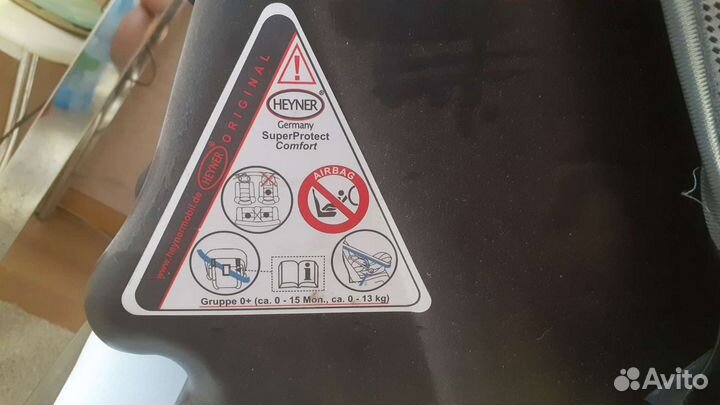 HEYNER®
Germany
SuperProtect
Comfort
www.heynermobil.de HEYNER® ORIGINAL
AIRBAG
Gruppe 0+ (ca. 0 - 15 Mon., ca. 0 - 13 kg)
Avito